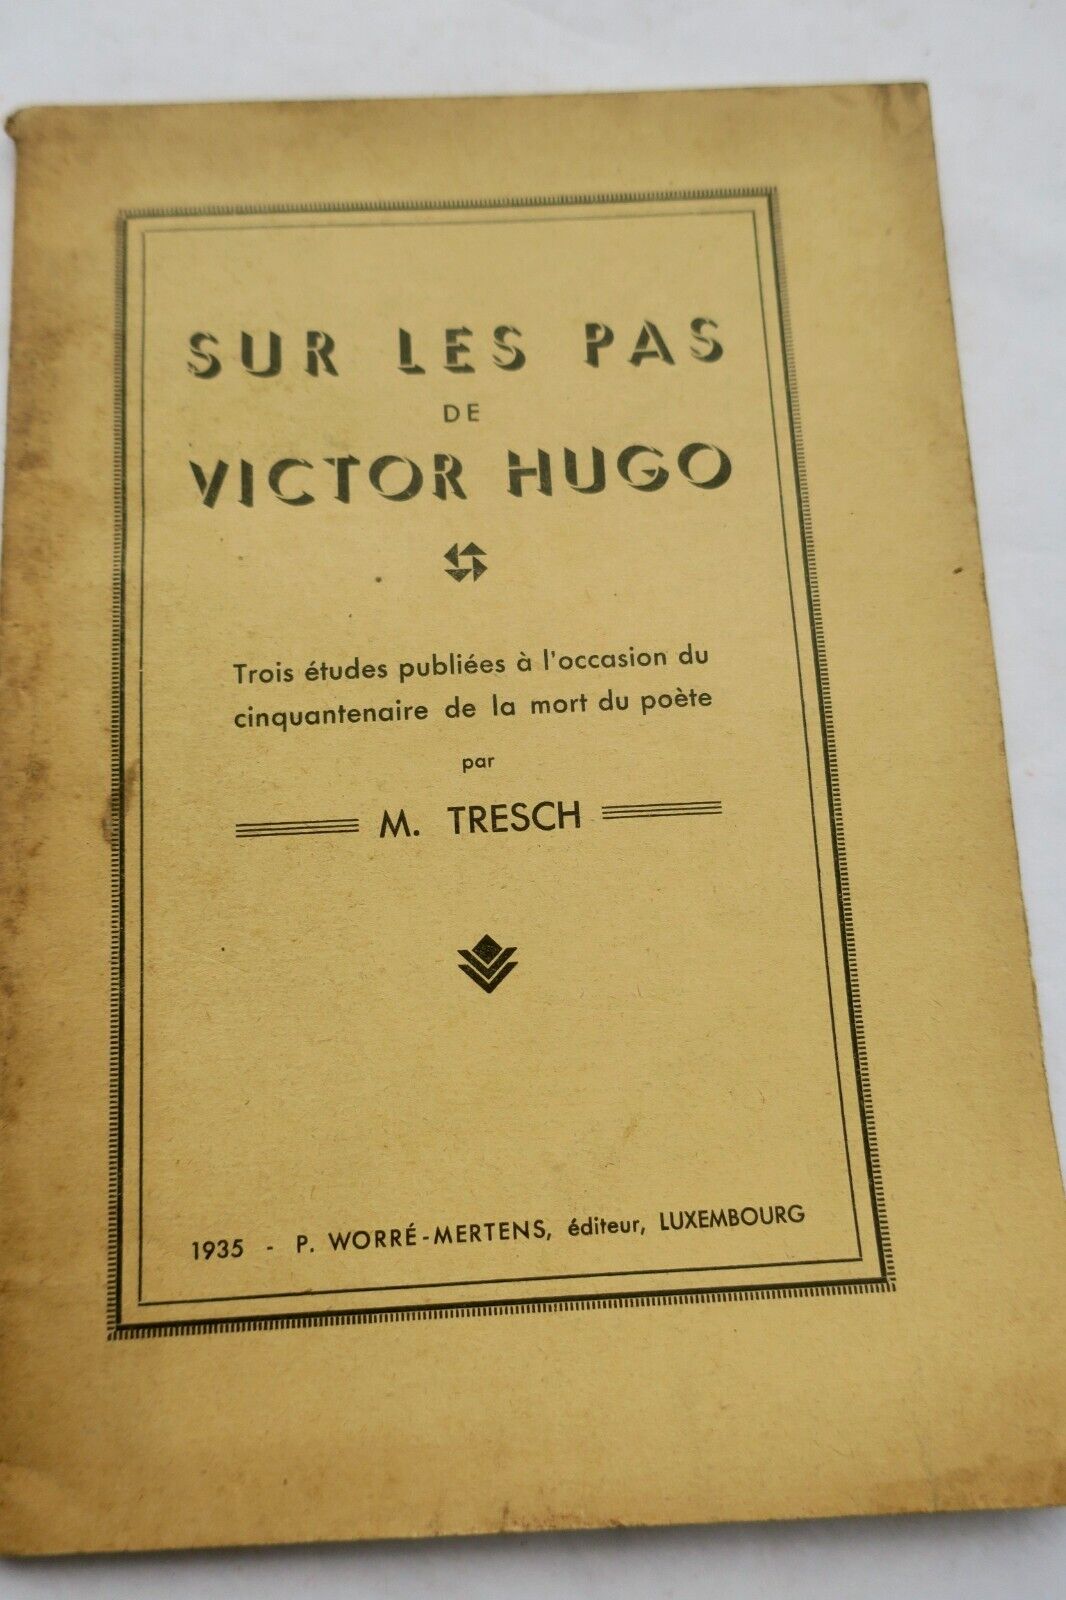 SUR LES PAS
DE
VICTOR HUGO
Trois études publiées à l'occasion du
cinquantenaire de la mort du poète
par
M. TRESCH
1935 - P. WORRÉ-MERTENS, éditeur, LUXEMBOURG